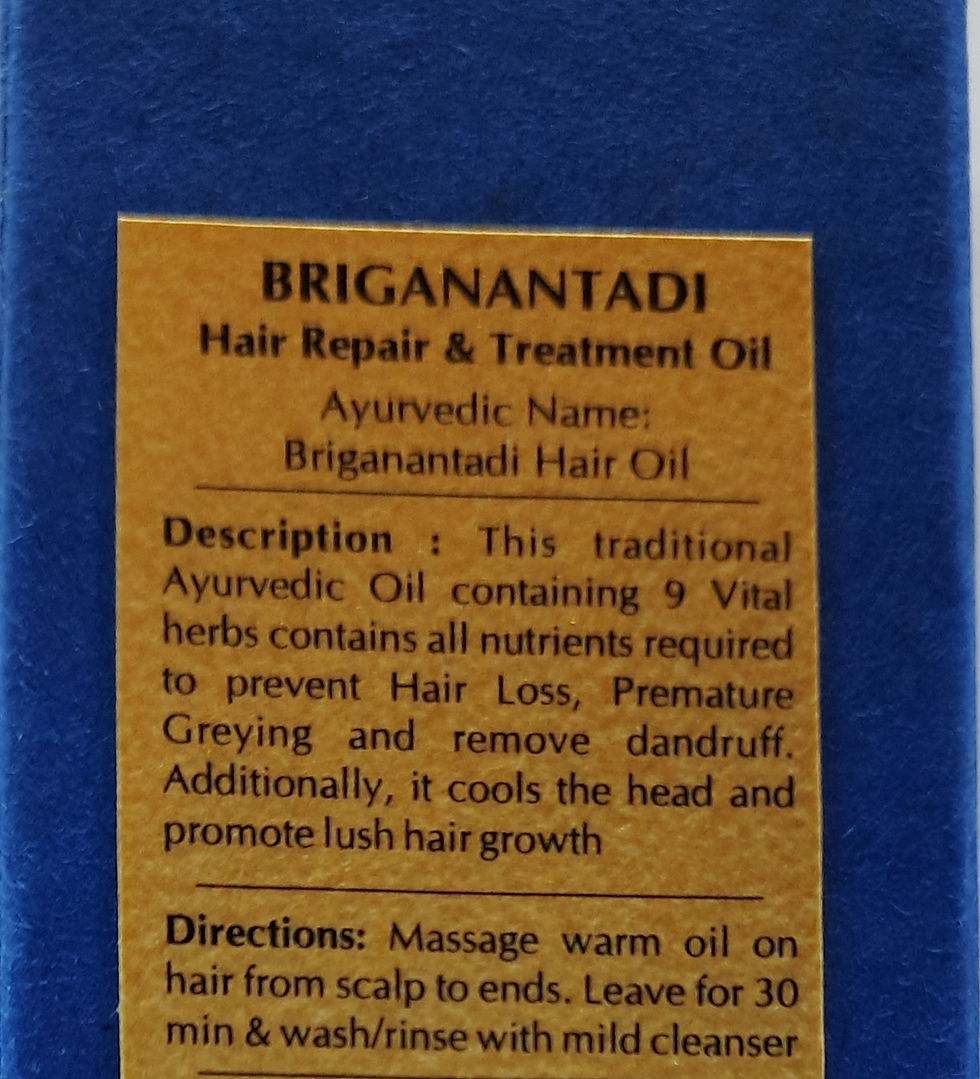 BRIGANANTADI
Hair Repair & Treatment Oil
Ayurvedic Name:
Briganantadi Hair Oil
Description : This traditional
Ayurvedic Oil containing 9 Vital
herbs contains all nutrients required
to prevent Hair Loss, Premature
Greying and remove dandruff.
Additionally, it cools the head and
promote lush hair growth
Directions: Massage warm oil on
hair from scalp to ends. Leave for 30
min & wash/rinse with mild cleanser